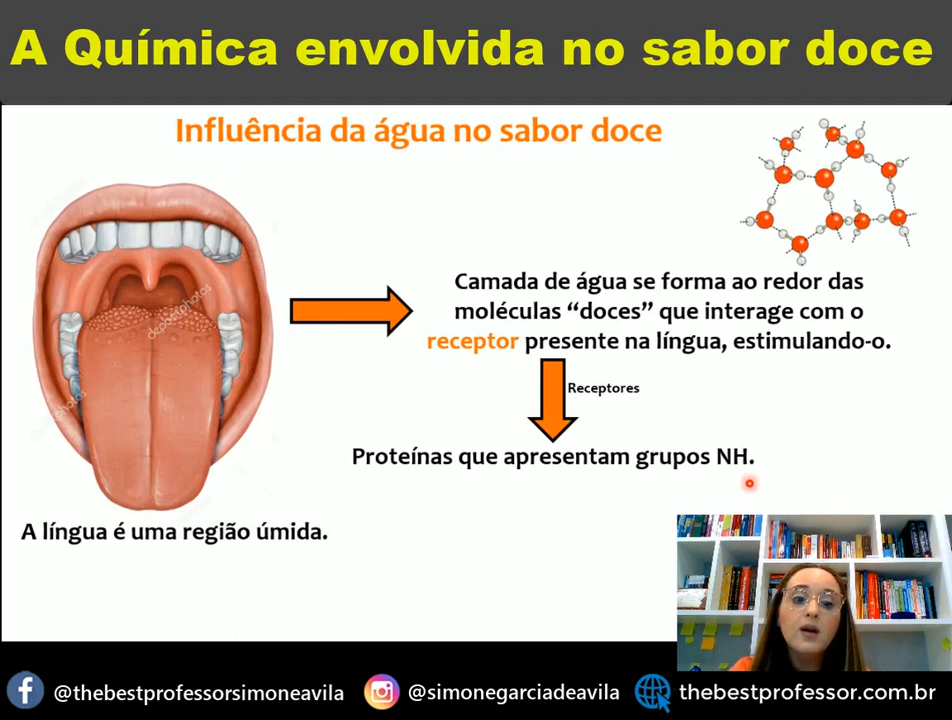 A Química envolvida no sabor doce
Influência da água no sabor doce
depositphotos
Camada de água se forma ao redor das
moléculas “doces” que interage com o
receptor presente na língua, estimulando-o.
Receptores
Proteínas que apresentam grupos NH.
A língua é uma região úmida.
@thebestprofessorsimoneavila
@simonegarciadeavila
thebestprofessor.com.br